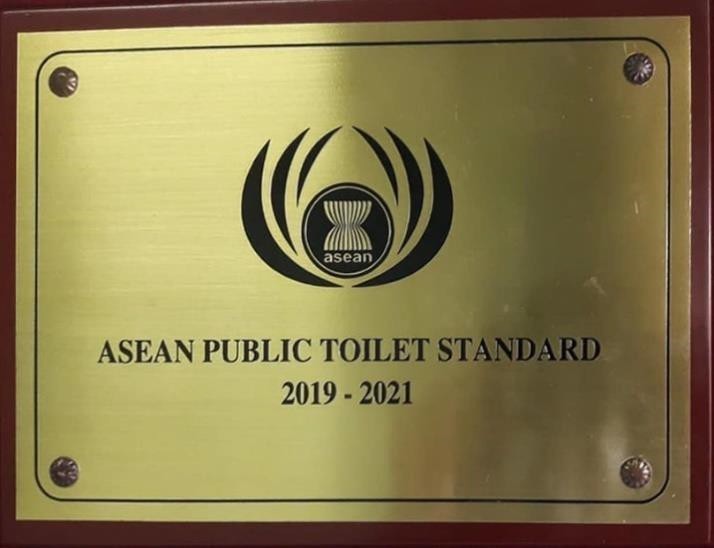 asean
ASEAN PUBLIC TOILET STANDARD
2019 - 2021